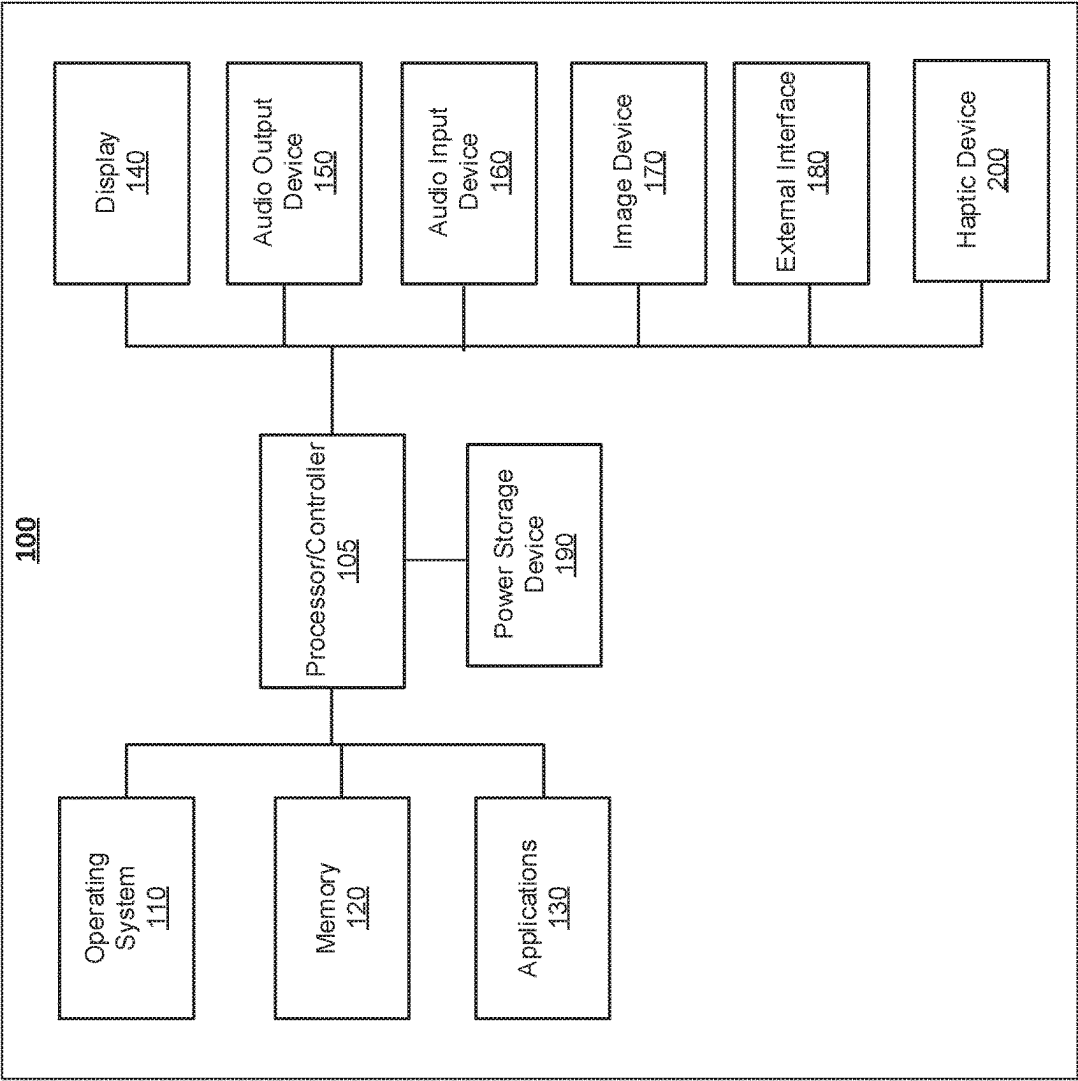 100
Operating
System
110
Memory
120
Applications
130
Processor/Controller
105
Power Storage
Device
190
Display
140
Audio Output
Device
150
Audio Input
Device
160
Image Device
170
External Interface
180
Haptic Device
200